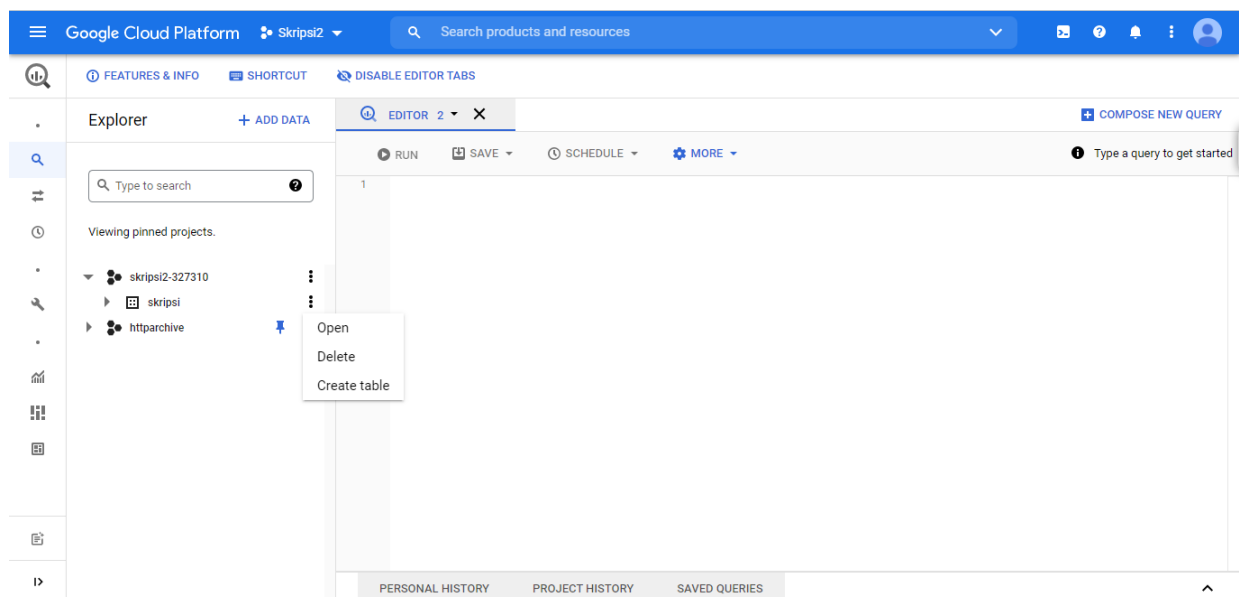 Google Cloud Platform Skripsi2 Search products and resources
FEATURES & INFO SHORTCUT DISABLE EDITOR TABS
Explorer + ADD DATA EDITOR 2 COMPOSE NEW QUERY
RUN SAVE SCHEDULE MORE Type a query to get started
Type to search
1
Viewing pinned projects.
skripsi2-327310
skripsi
httparchive
Open
Delete
Create table
PERSONAL HISTORY PROJECT HISTORY SAVED QUERIES